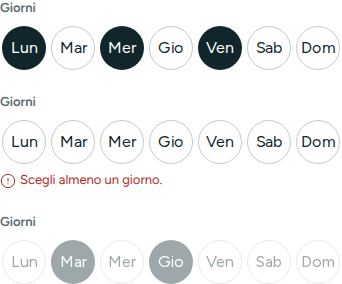 Giorni
Lun Mar Mer Gio Ven Sab Dom
Giorni
Lun Mar Mer Gio Ven Sab Dom
Scegli almeno un giorno.
Giorni
Lun Mar Mer Gio Ven Sab Dom